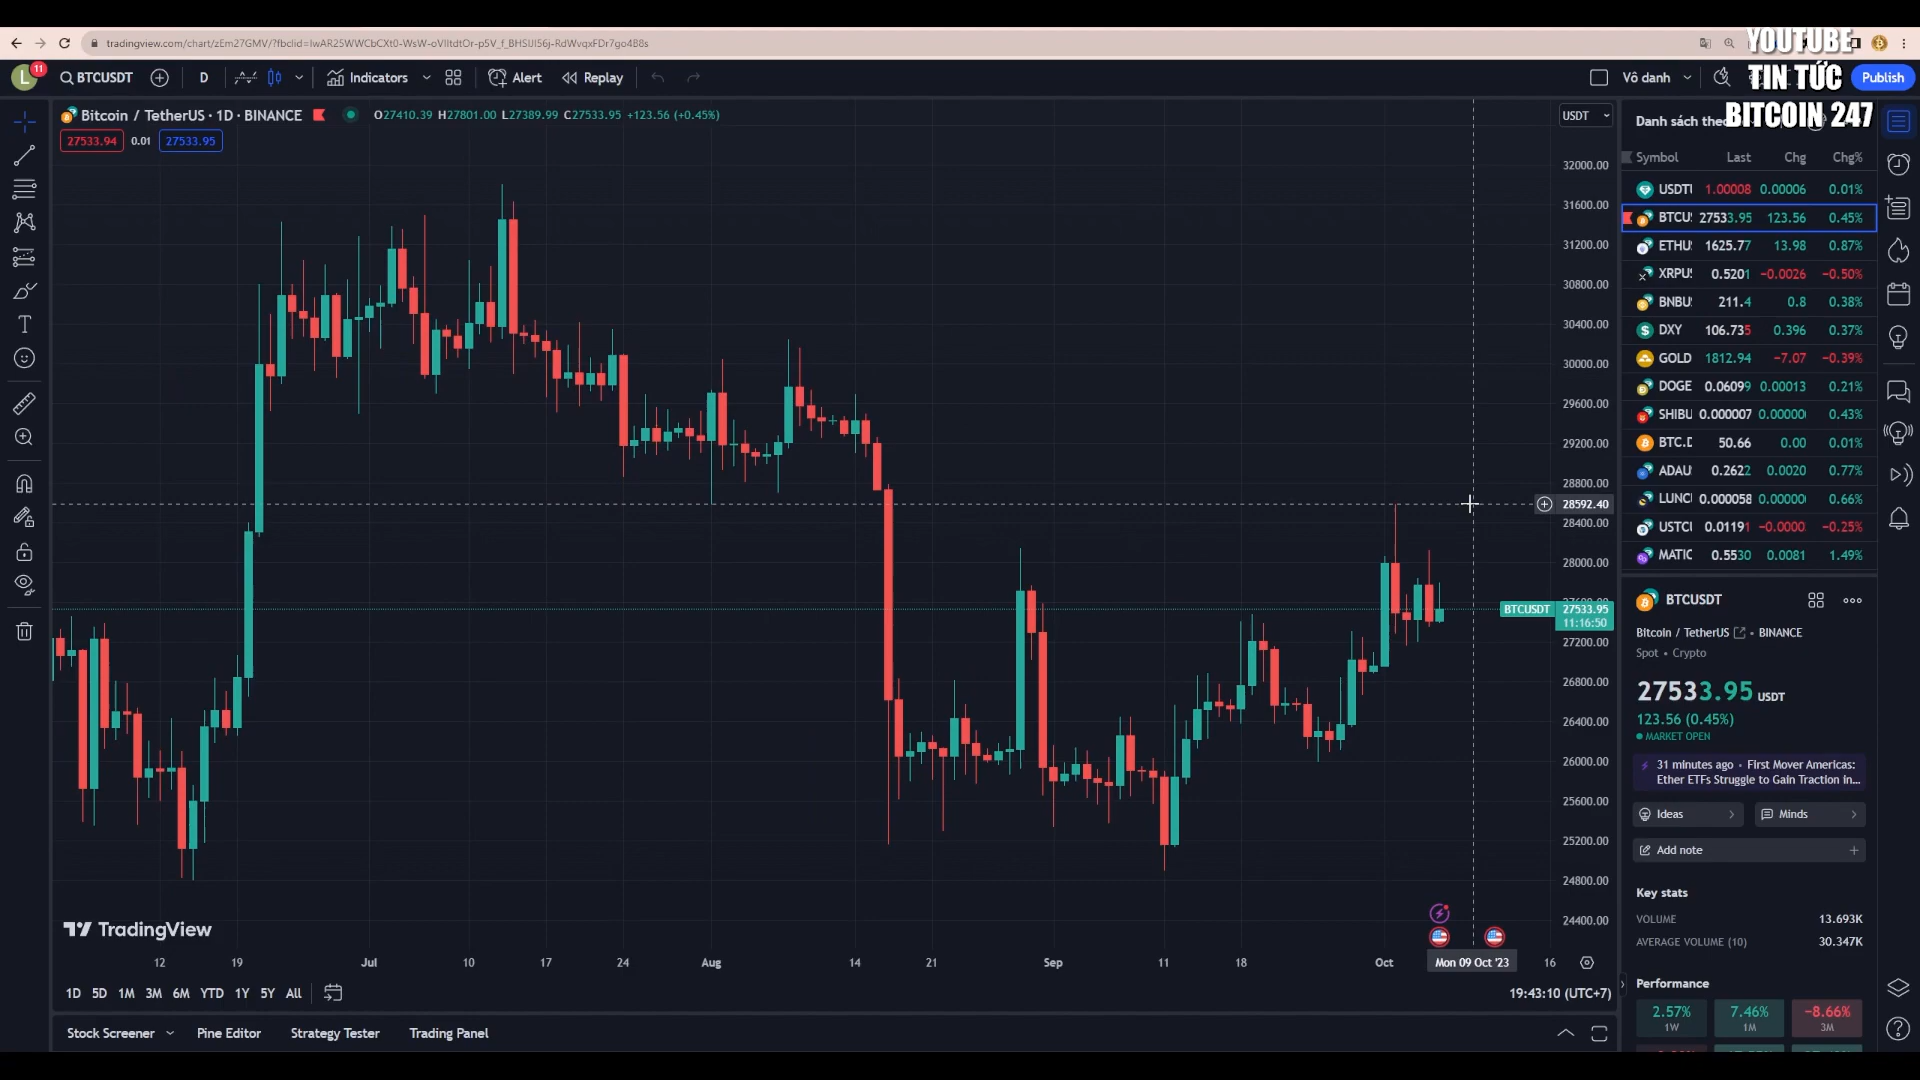 tradingview.com/chart/zEm27GMV/?fbclid=IwAR25WWCbCXt0-WsW-oVIItdtOr-p5V_f_BHSIJI56j-RdWvqxFDr7go4B8s
YOUTUBE
TIN TỨC
BITCOIN 247
L 11 BTCUSDT D Indicators Alert Replay Vô danh Publish
Bitcoin / TetherUS · 1D · BINANCE O27410.39 H27801.00 L27389.99 C27533.95 +123.56 (+0.45%)
27533.94 0.01 27533.95
USDT
32000.00
31600.00
31200.00
30800.00
30400.00
30000.00
29600.00
29200.00
28800.00
28592.40
28400.00
28000.00
BTCUSDT 27533.95
11:16:50
27200.00
26800.00
26400.00
26000.00
25600.00
25200.00
24800.00
24400.00
TradingView
12 19 Jul 10 17 24 Aug 14 21 Sep 11 18 Oct Mon 09 Oct '23 16
1D 5D 1M 3M 6M YTD 1Y 5Y All
19:43:10 (UTC+7)
Stock Screener Pine Editor Strategy Tester Trading Panel
Danh sách theo
Symbol Last Chg Chg%
USDT 1.00008 0.00006 0.01%
BTCU 27533.95 123.56 0.45%
ETHU 1625.77 13.98 0.87%
XRPU 0.5201 −0.0026 −0.50%
BNBU 211.4 0.8 0.38%
DXY 106.735 0.396 0.37%
GOLD 1812.94 −7.07 −0.39%
DOGE 0.06099 0.00013 0.21%
SHIBU 0.000007 0.00000 0.43%
BTC.D 50.66 0.00 0.01%
ADAU 0.2622 0.0020 0.77%
LUNC 0.000058 0.00000 0.66%
USTC 0.01191 −0.0000 −0.25%
MATIC 0.5530 0.0081 1.49%
BTCUSDT
Bitcoin / TetherUS • BINANCE
Spot • Crypto
27533.95 USDT
123.56 (0.45%)
MARKET OPEN
31 minutes ago • First Mover Americas:
Ether ETFs Struggle to Gain Traction In...
Ideas Minds
Add note
Key stats
VOLUME 13.693K
AVERAGE VOLUME (10) 30.347K
Performance
2.57% 7.46% −8.66%
1W 1M 3M